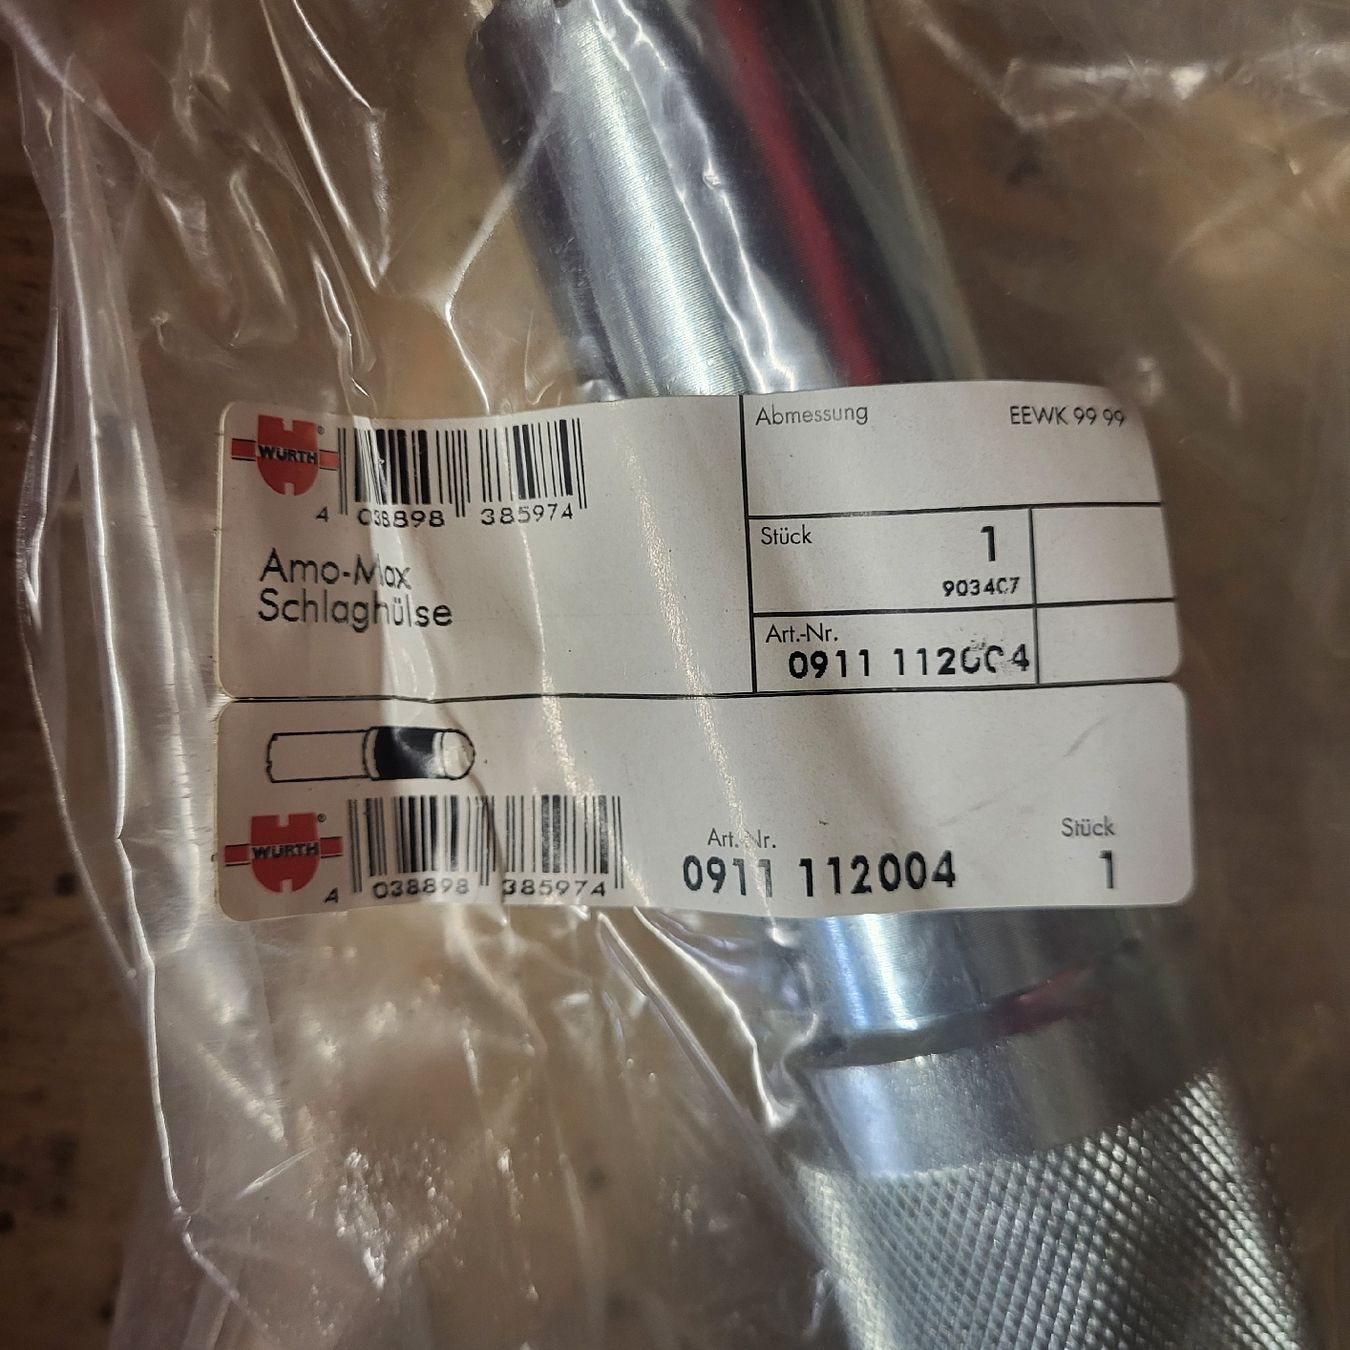 WÜRTH®
4 038898 385974
Amo-Max
Schlaghülse
Abmessung EEWK 99 99
Stück 1
9034C7
Art.-Nr.
0911 112004
WÜRTH®
4 038898 385974
Art.-Nr.
0911 112004
Stück
1